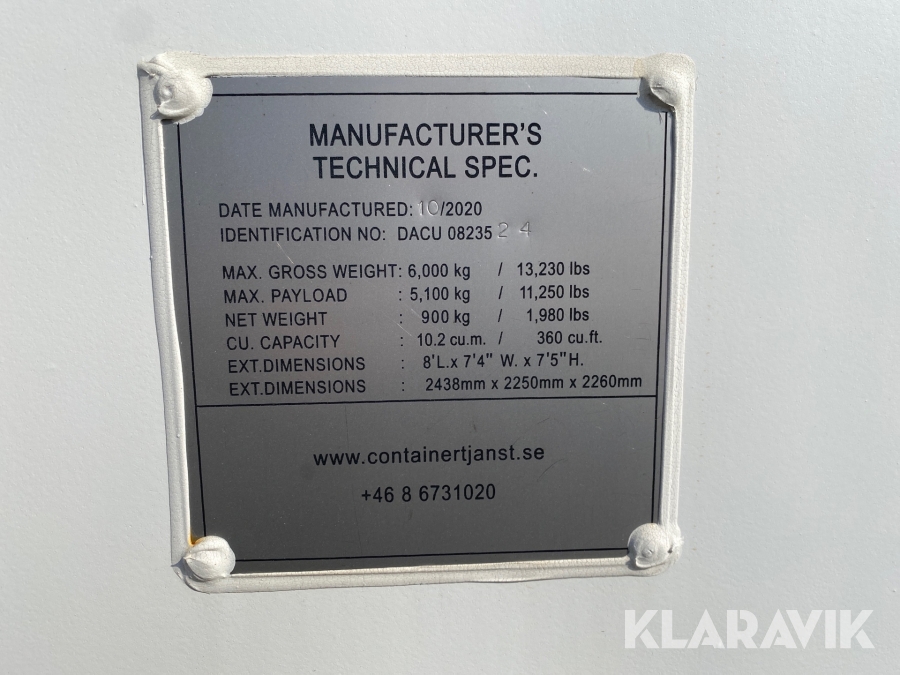 MANUFACTURER'S
TECHNICAL SPEC.
DATE MANUFACTURED: 10/2020
IDENTIFICATION NO: DACU 08235 2 4
MAX. GROSS WEIGHT: 6,000 kg / 13,230 lbs
MAX. PAYLOAD : 5,100 kg / 11,250 lbs
NET WEIGHT : 900 kg / 1,980 lbs
CU. CAPACITY : 10.2 cu.m. / 360 cu.ft.
EXT.DIMENSIONS : 8'L.x 7'4" W. x 7'5"H.
EXT.DIMENSIONS : 2438mm x 2250mm x 2260mm
www.containertjanst.se
+46 8 6731020
KLARAVIK